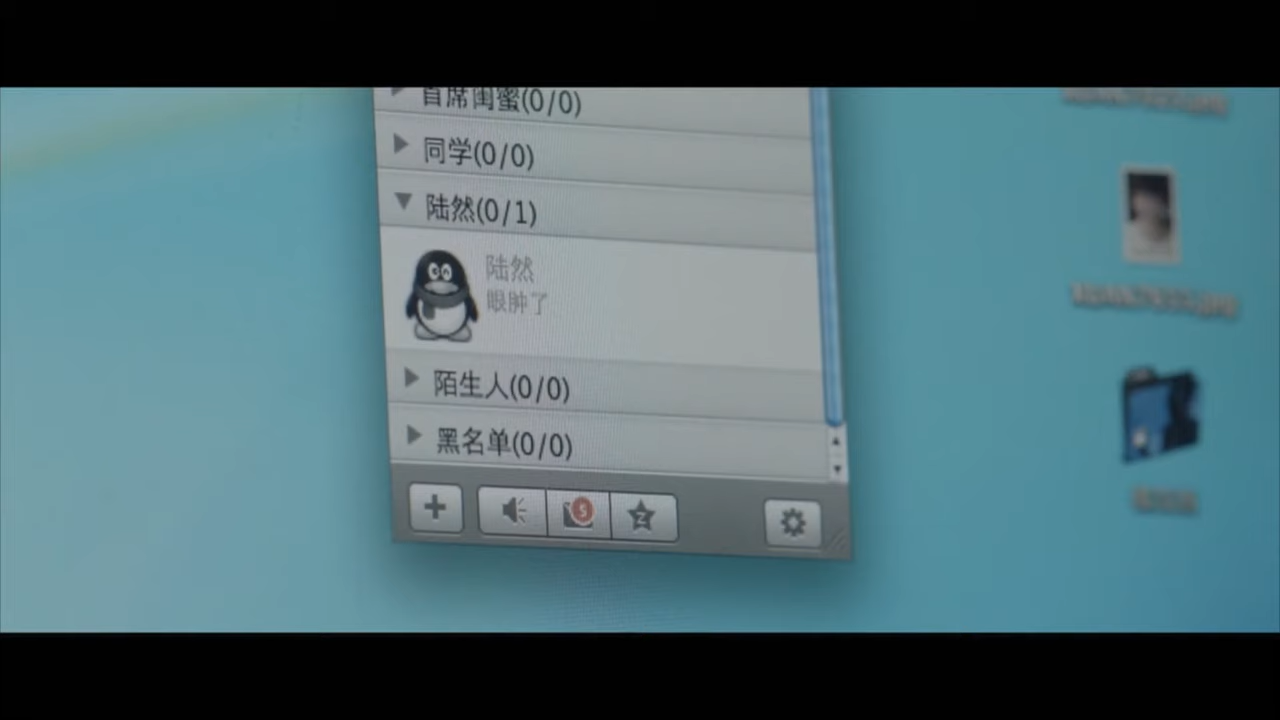 首席闺蜜(0/0)
同学(0/0)
陆然(0/1)
陆然
眼肿了
陌生人(0/0)
黑名单(0/0)
5
Z